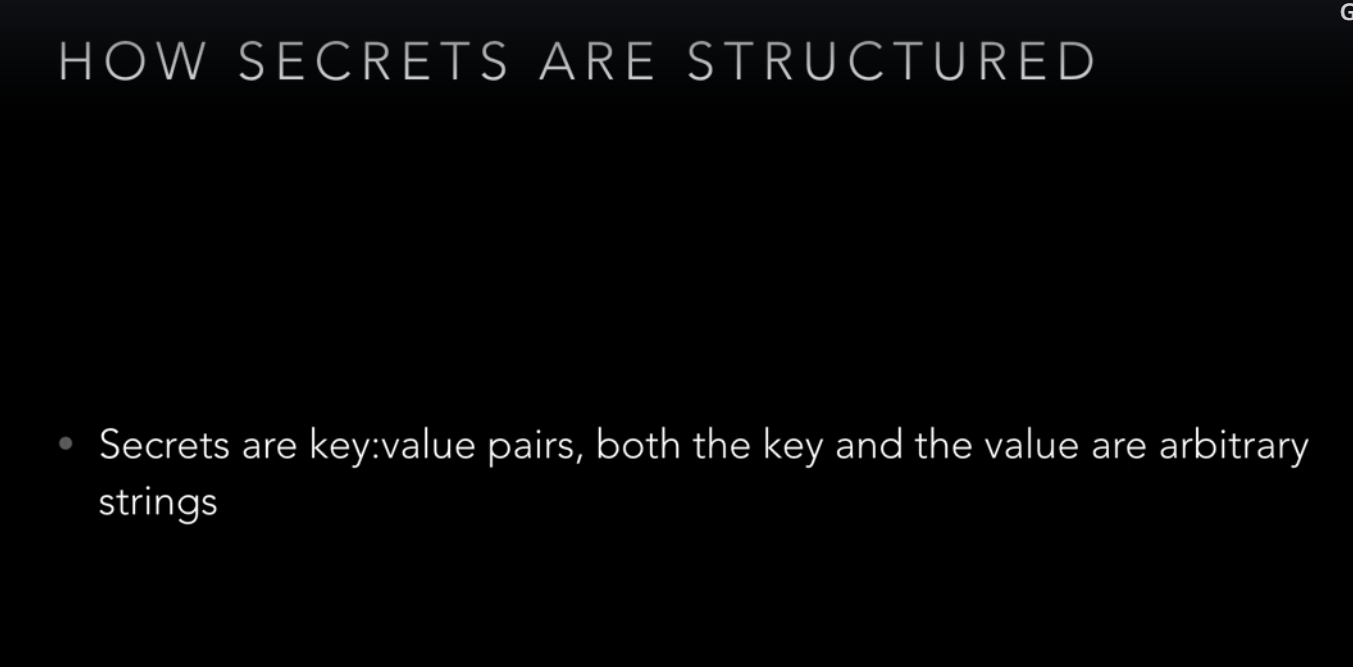 G
HOW SECRETS ARE STRUCTURED
• Secrets are key:value pairs, both the key and the value are arbitrary
strings